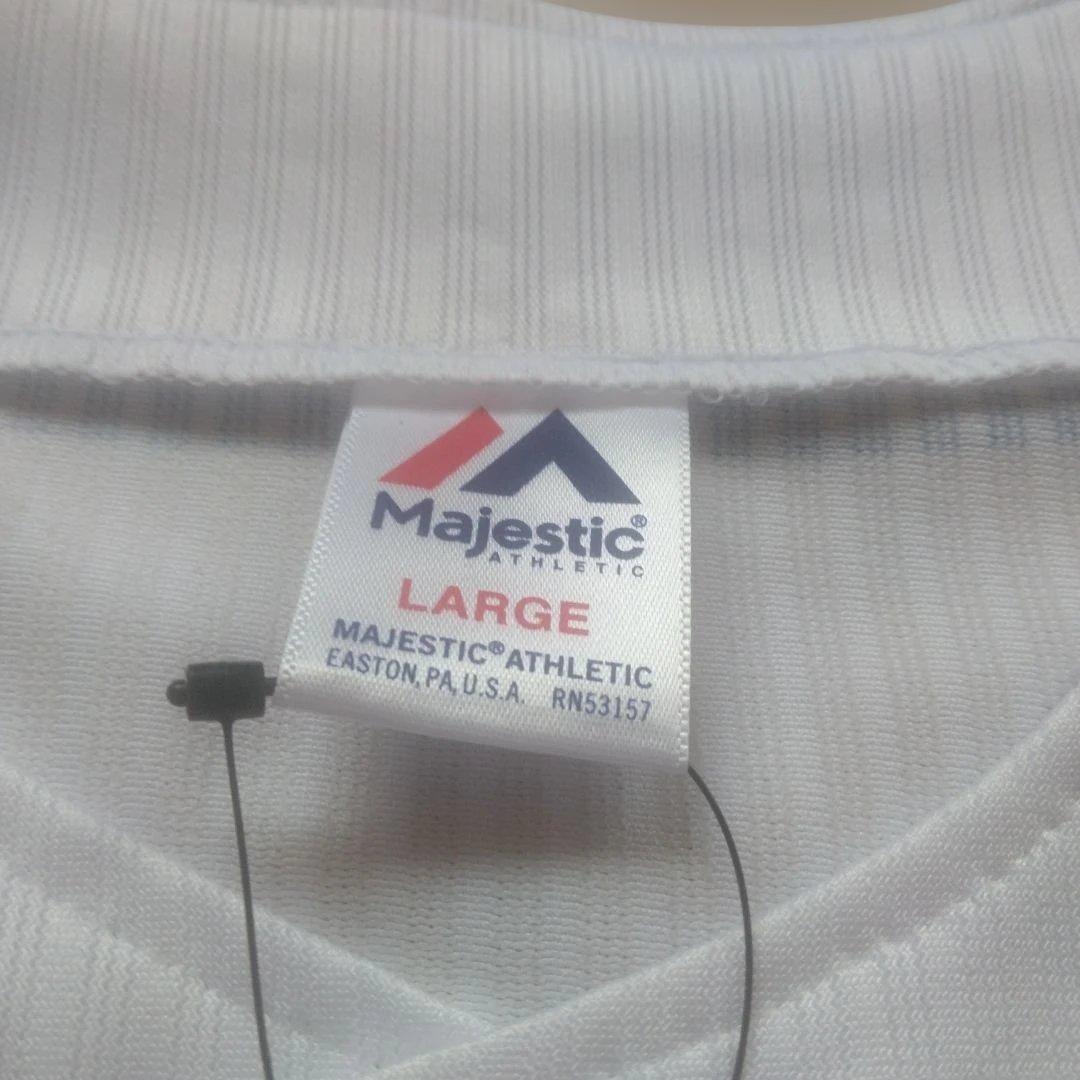 Majestic®
ATHLETIC
LARGE
MAJESTIC® ATHLETIC
EASTON, PA, U.S.A. RN53157